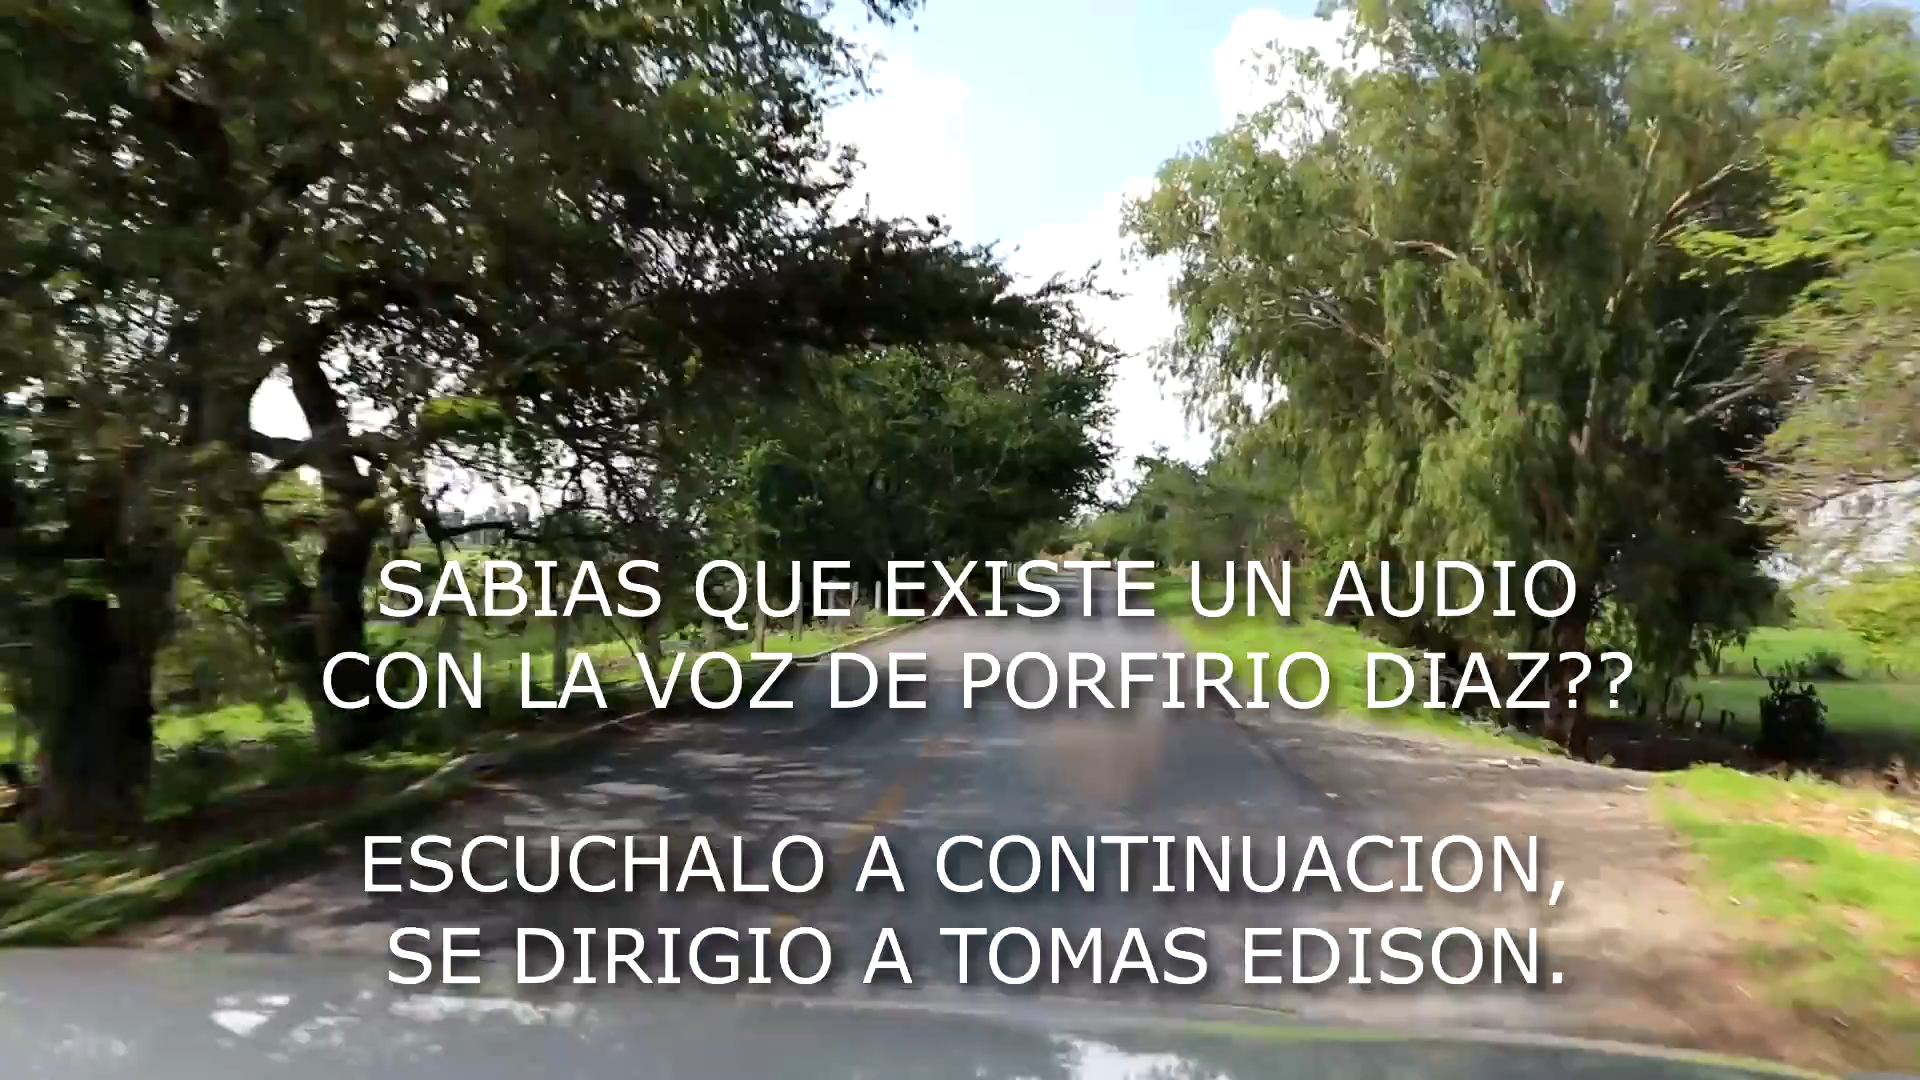 SABIAS QUE EXISTE UN AUDIO
CON LA VOZ DE PORFIRIO DIAZ??
ESCUCHALO A CONTINUACION,
SE DIRIGIO A TOMAS EDISON.